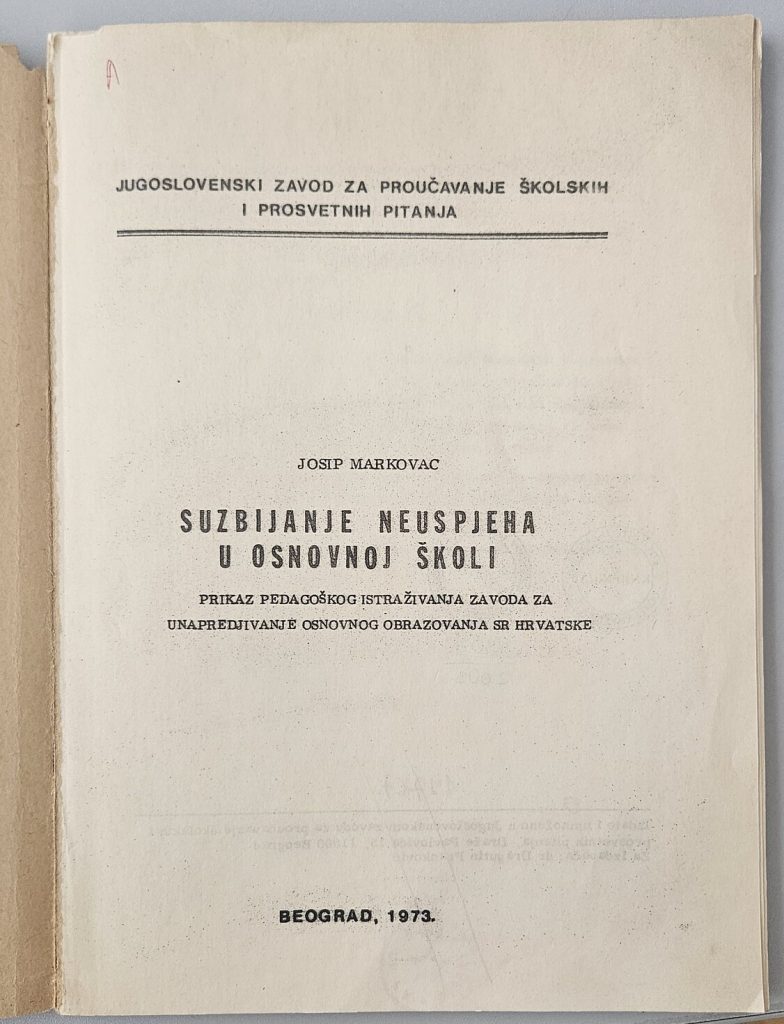 JUGOSLOVENSKI ZAVOD ZA PROUČAVANJE ŠKOLSKIH
I PROSVETNIH PITANJA
JOSIP MARKOVAC
SUZBIJANJE NEUSPJEHA
U OSNOVNOJ ŠKOLI
PRIKAZ PEDAGOŠKOG ISTRAŽIVANJA ZAVODA ZA
UNAPREDJIVANJE OSNOVNOG OBRAZOVANJA SR HRVATSKE
BEOGRAD, 1973.